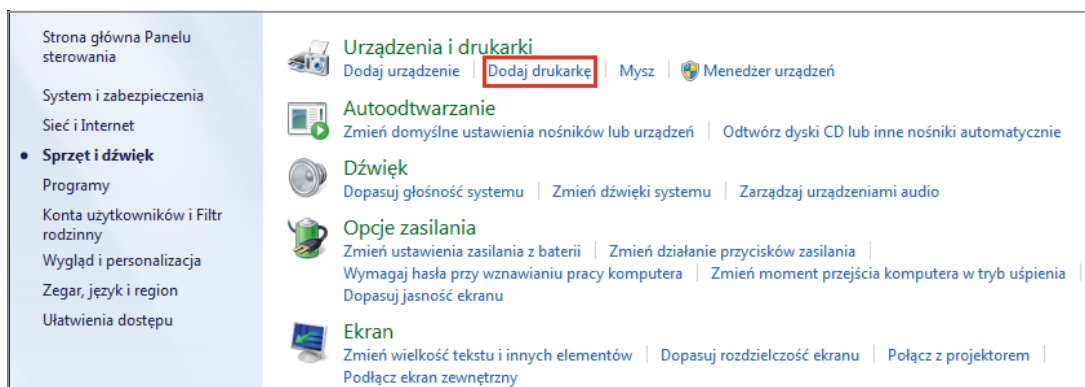 Strona główna Panelu
sterowania
System i zabezpieczenia
Sieć i Internet
Sprzęt i dźwięk
Programy
Konta użytkowników i Filtr
rodzinny
Wygląd i personalizacja
Zegar, język i region
Ułatwienia dostępu
Urządzenia i drukarki
Dodaj urządzenie | Dodaj drukarkę | Mysz | Menedżer urządzeń
Autoodtwarzanie
Zmień domyślne ustawienia nośników lub urządzeń | Odtwórz dyski CD lub inne nośniki automatycznie
Dźwięk
Dopasuj głośność systemu | Zmień dźwięki systemu | Zarządzaj urządzeniami audio
Opcje zasilania
Zmień ustawienia zasilania z baterii | Zmień działanie przycisków zasilania |
Wymagaj hasła przy wznawianiu pracy komputera | Zmień moment przejścia komputera w tryb uśpienia |
Dopasuj jasność ekranu
Ekran
Zmień wielkość tekstu i innych elementów | Dopasuj rozdzielczość ekranu | Połącz z projektorem |
Podłącz ekran zewnętrzny